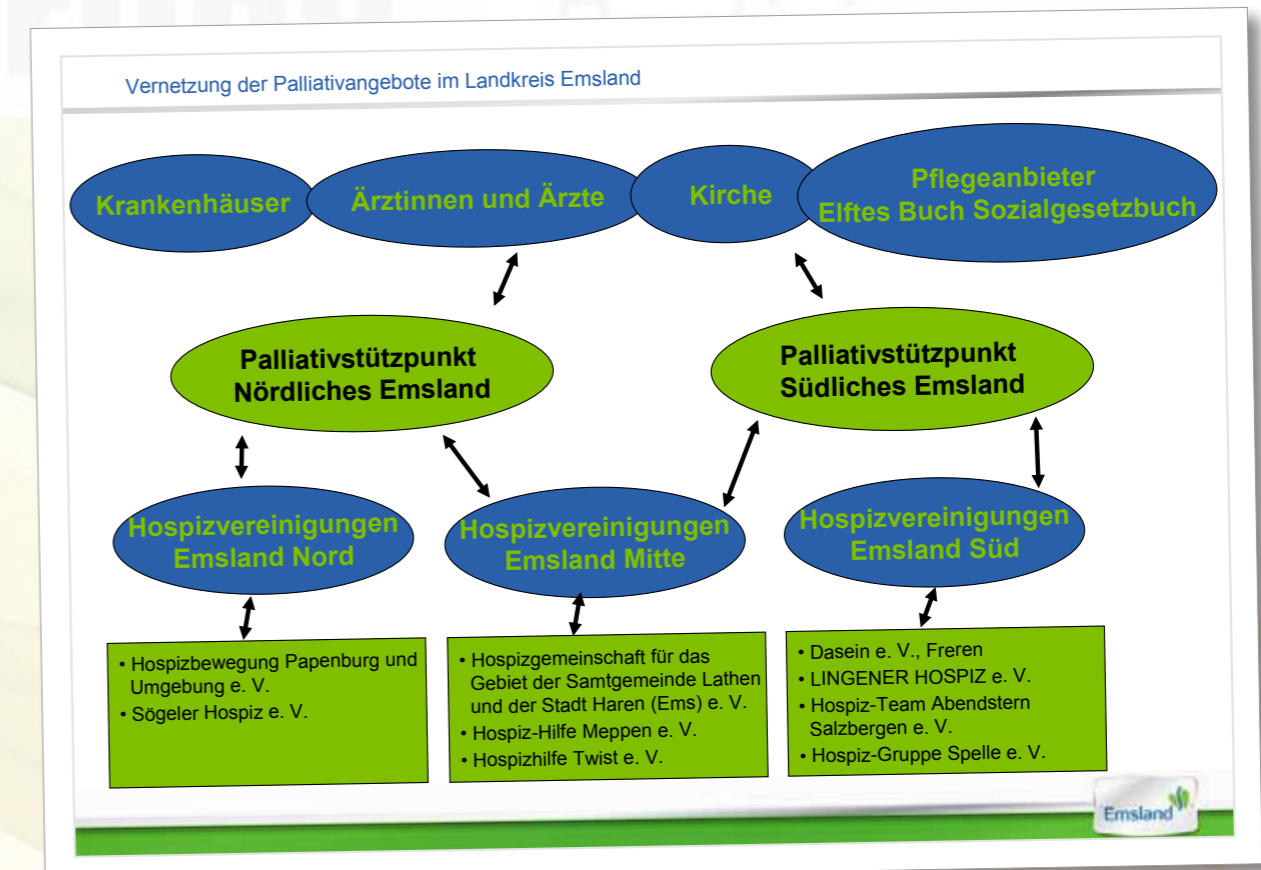 Vernetzung der Palliativangebote im Landkreis Emsland
Krankenhäuser
Ärztinnen und Ärzte
Kirche
Pflegeanbieter
Elftes Buch Sozialgesetzbuch
Palliativstützpunkt
Nördliches Emsland
Palliativstützpunkt
Südliches Emsland
Hospizvereinigungen
Emsland Nord
Hospizvereinigungen
Emsland Mitte
Hospizvereinigungen
Emsland Süd
• Hospizbewegung Papenburg und
Umgebung e. V.
• Sögeler Hospiz e. V.
• Hospizgemeinschaft für das
Gebiet der Samtgemeinde Lathen
und der Stadt Haren (Ems) e. V.
• Hospiz-Hilfe Meppen e. V.
• Hospizhilfe Twist e. V.
• Dasein e. V., Freren
• LINGENER HOSPIZ e. V.
• Hospiz-Team Abendstern
Salzbergen e. V.
• Hospiz-Gruppe Spelle e. V.
Emsland